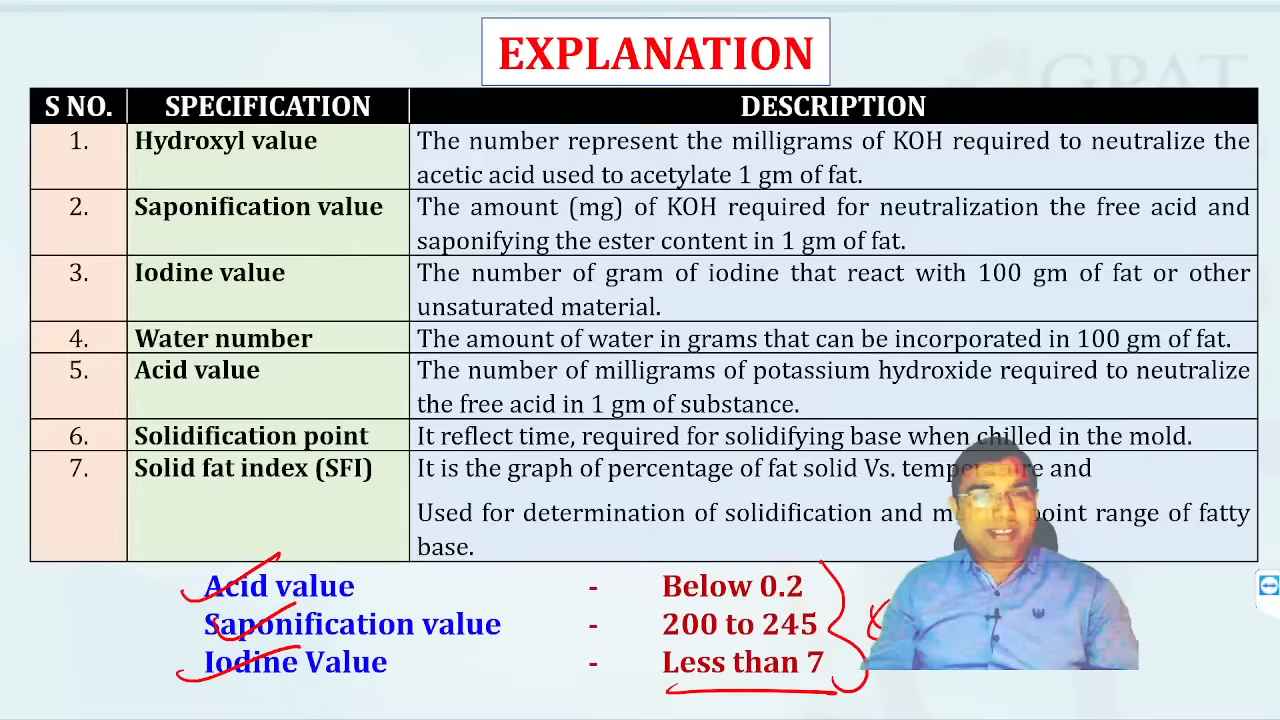 EXPLANATION
GPAT
S NO. SPECIFICATION DESCRIPTION
1. Hydroxyl value The number represent the milligrams of KOH required to neutralize the
acetic acid used to acetylate 1 gm of fat.
2. Saponification value The amount (mg) of KOH required for neutralization the free acid and
saponifying the ester content in 1 gm of fat.
3. Iodine value The number of gram of iodine that react with 100 gm of fat or other
unsaturated material.
4. Water number The amount of water in grams that can be incorporated in 100 gm of fat.
5. Acid value The number of milligrams of potassium hydroxide required to neutralize
the free acid in 1 gm of substance.
6. Solidification point It reflect time, required for solidifying base when chilled in the mold.
7. Solid fat index (SFI) It is the graph of percentage of fat solid Vs. temperature and
Used for determination of solidification and point range of fatty
base.
Acid value - Below 0.2
Saponification value - 200 to 245
Iodine Value - Less than 7